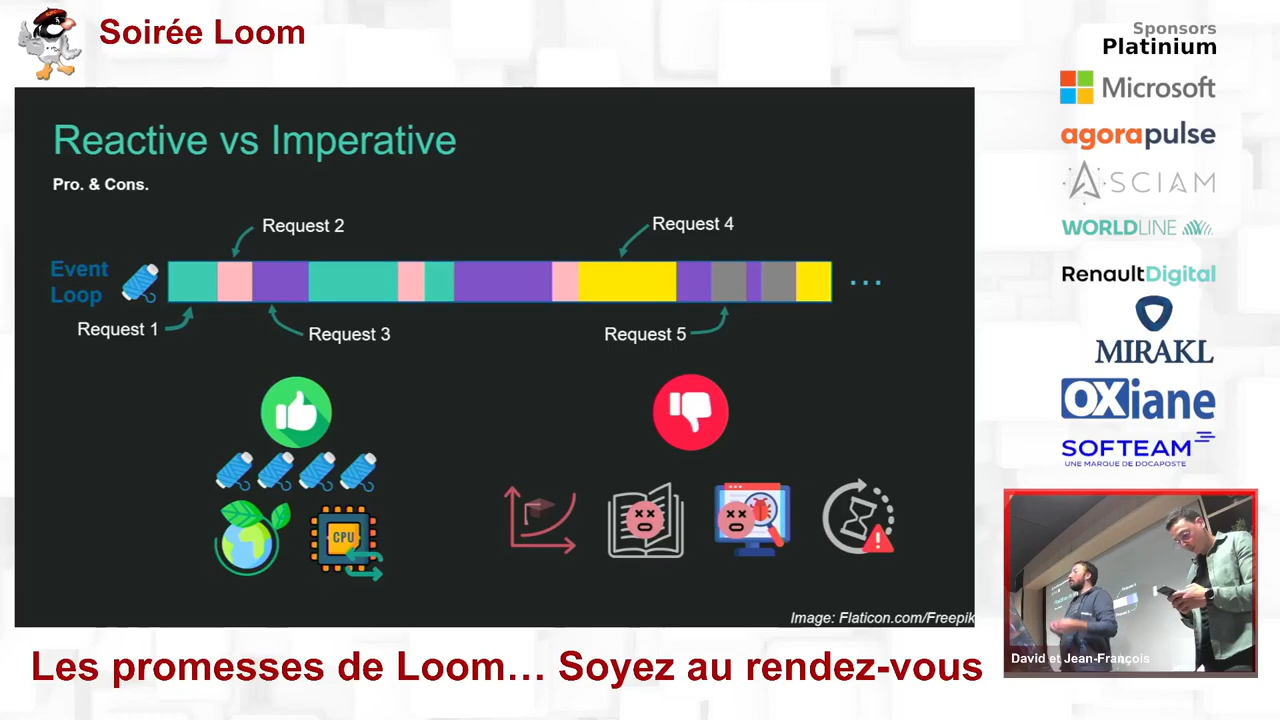 Soirée Loom
Sponsors
Platinium
Microsoft
agorapulse
ASCIAM
WORLDLINE
RenaultDigital
MIRAKL
OXiane
SOFTEAM
UNE MARQUE DE DOCAPOSTE
Reactive vs Imperative
Pro. & Cons.
Request 2
Request 4
Event
Loop
...
Request 1
Request 3
Request 5
CPU
Image: Flaticon.com/Freepik
David et Jean-François
Les promesses de Loom… Soyez au rendez-vous